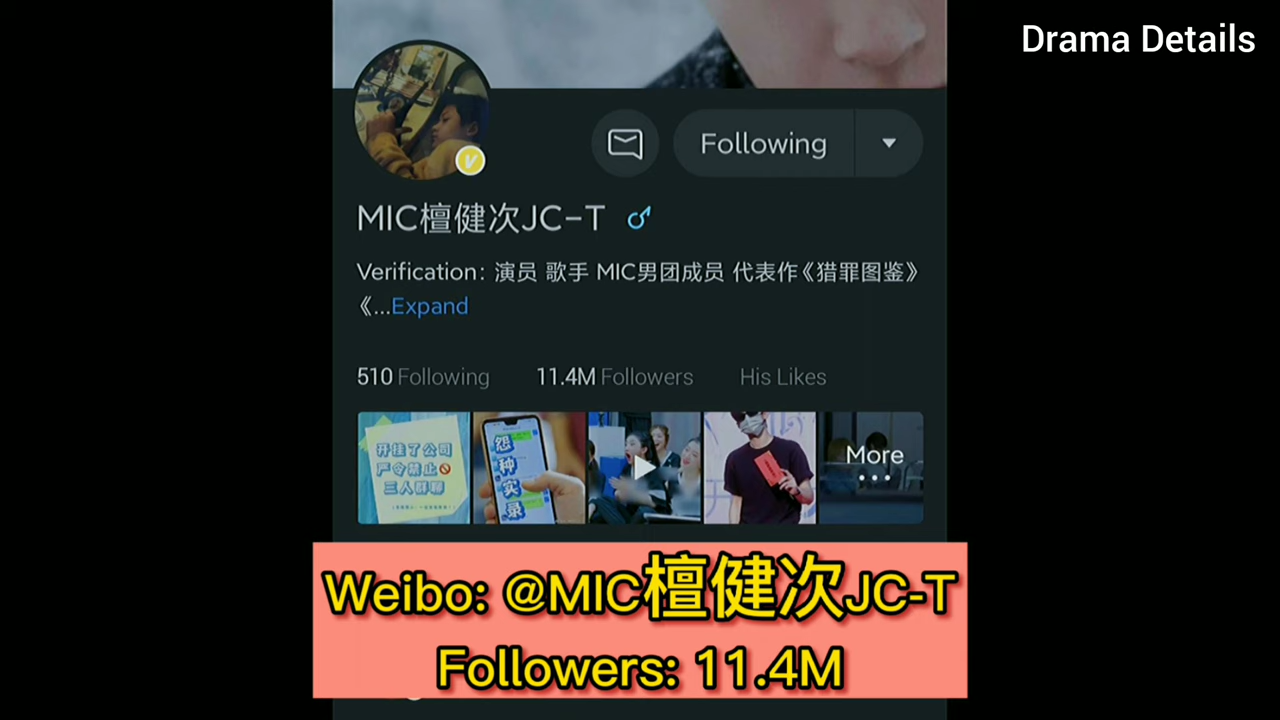 Drama Details
Following
MIC檀健次JC-T
Verification：演员 歌手 MIC男团成员 代表作《猎罪图鉴》
《...Expand
510 Following 11.4M Followers His Likes
开挂了公司
严令禁止
三人群聊
怨种实录
More
Weibo: @MIC檀健次JC-T
Followers: 11.4M